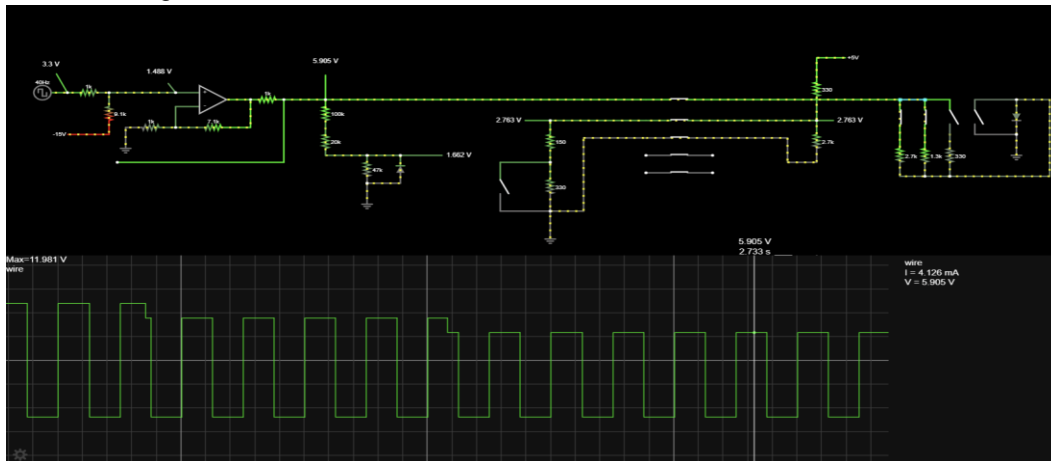 +5V
3.3 V
5.905 V
40Hz
1k
1.488 V
330
1k
9.1k
100k
2.763 V
2.763 V
-15V
1k
7.1k
20k
150
2.7k
1.662 V
2.7k
1.3k
330
47k
330
5.905 V
2.733 s
Max=11.981 V
wire
wire
I = 4.126 mA
V = 5.905 V